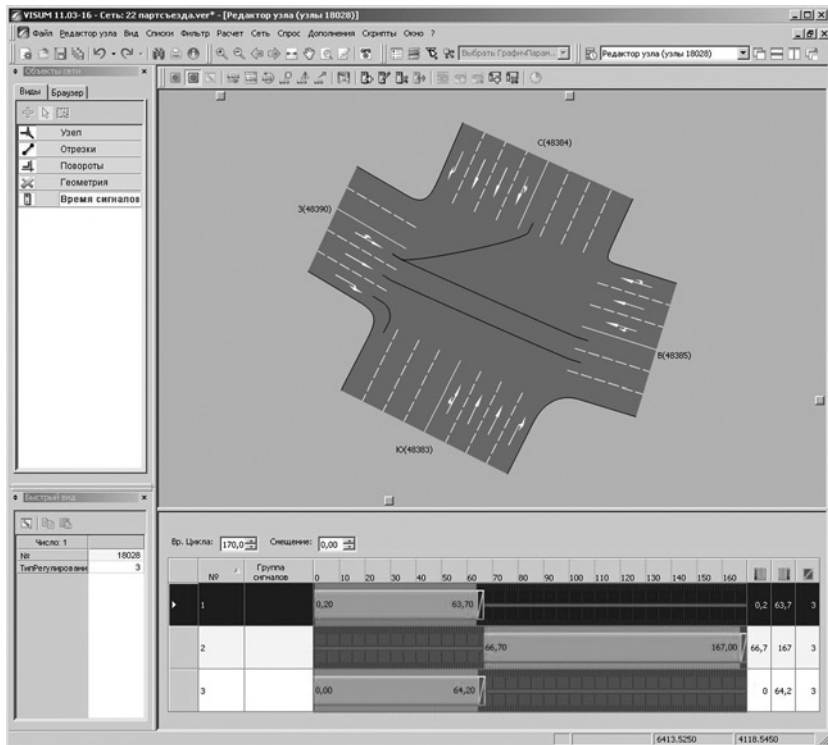 VISUM 11.03-16 - Сеть: 22 партсъезда.ver* - [Редактор узла (узлы 18028)]
Файл Редактор узла Вид Списки Фильтр Расчет Сеть Спрос Дополнения Скрипты Окно ?
Выбрать ГрафичПарам... Редактор узла (узлы 18028)
Объекты сети
Виды Браузер
Узел
Отрезки
Повороты
Геометрия
Время сигналов
С(48384)
З(48390)
В(48385)
Ю(48383)
Быстрый вид
Число: 1
№ 18028
ТипРегулировани 3
Вр. Цикла: 170,0 Смещение: 0,00
№ Группа сигналов 0 10 20 30 40 50 60 70 80 90 100 110 120 130 140 150 160
1 0,20 63,70 0,2 63,7 3
2 66,70 167,00 66,7 167 3
3 0,00 64,20 0 64,2 3
6413.5250 4118.5450